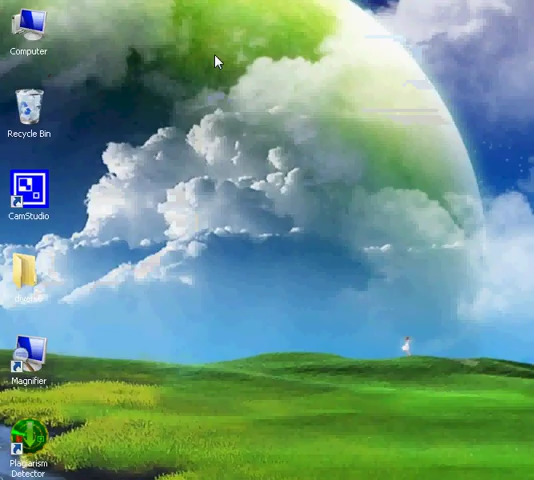 Computer
Recycle Bin
CamStudio
Magnifier
Plagiarism
Detector